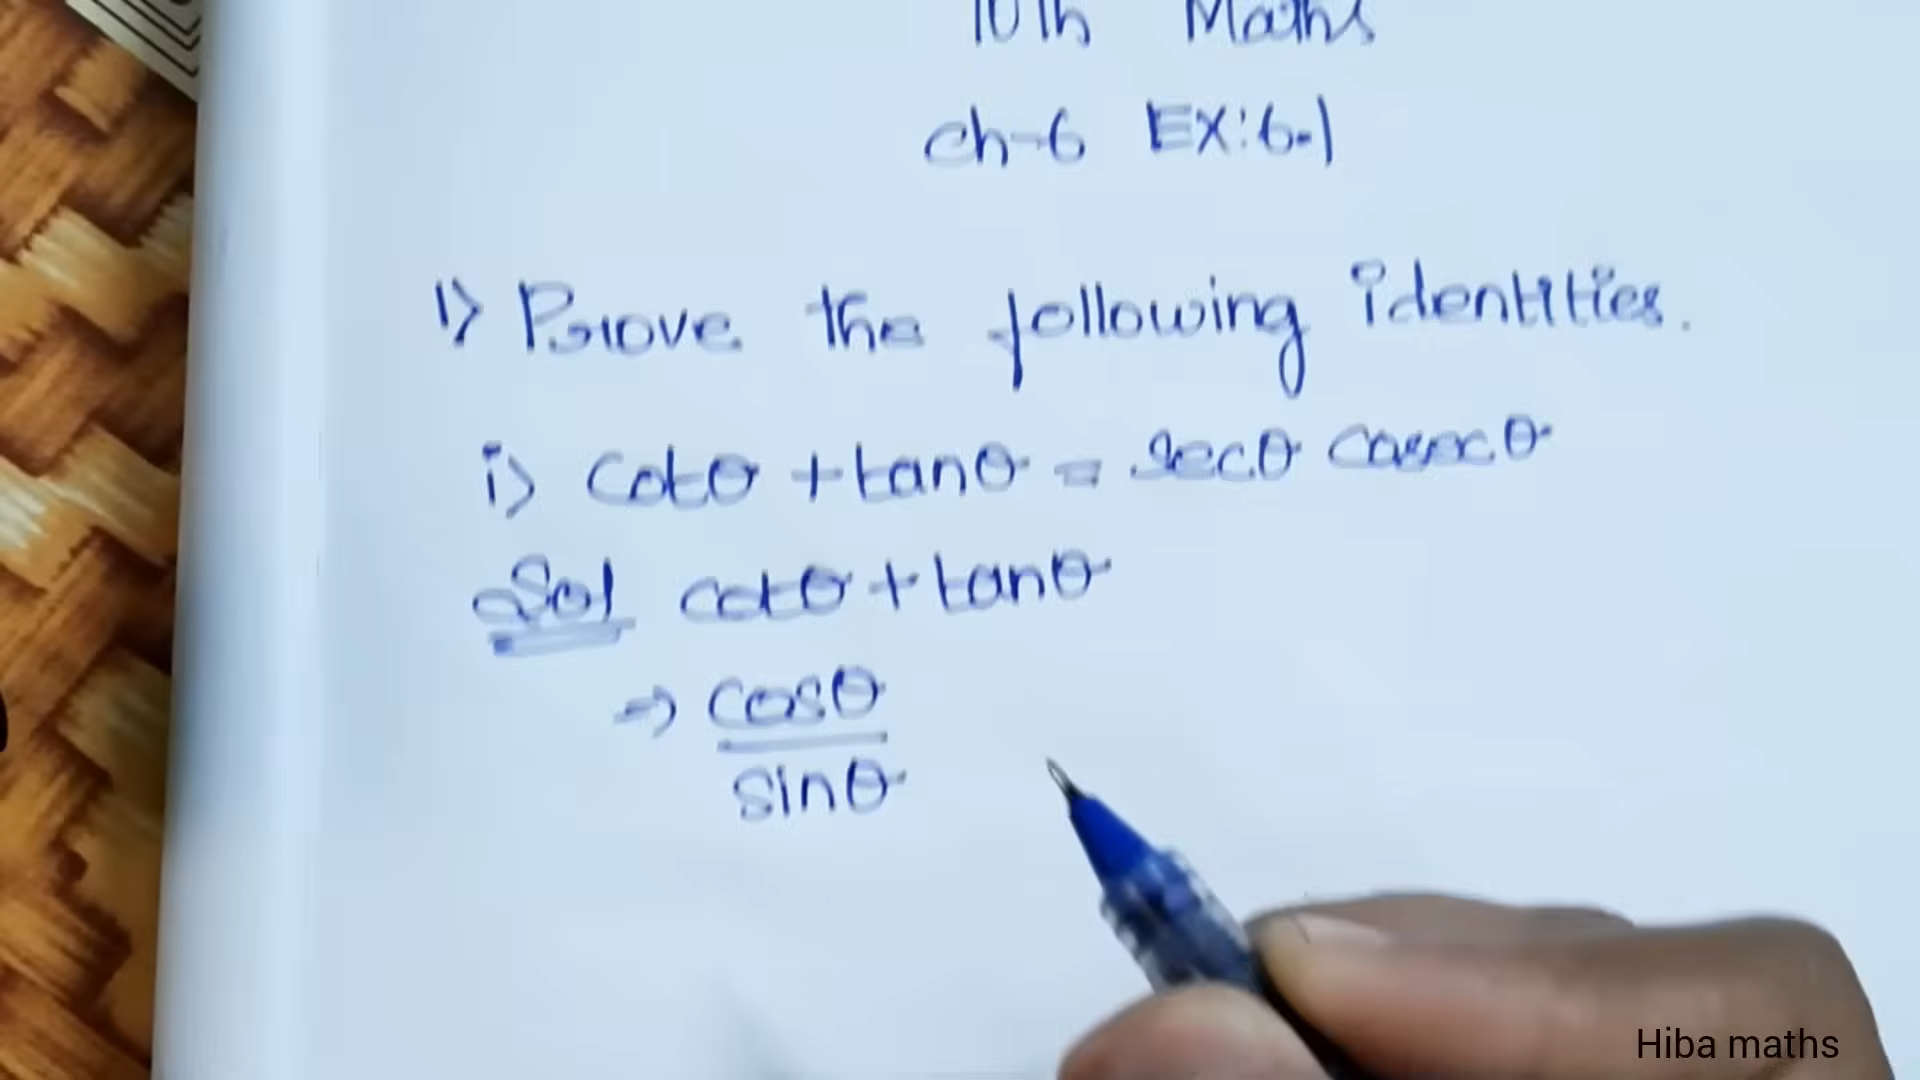 10th Maths
ch-6 EX:6.1
1) Prove the following identities.
i) cotθ + tanθ = secθ cosecθ
Sol cotθ + tanθ
⇒ cosθ
sinθ
Hiba maths